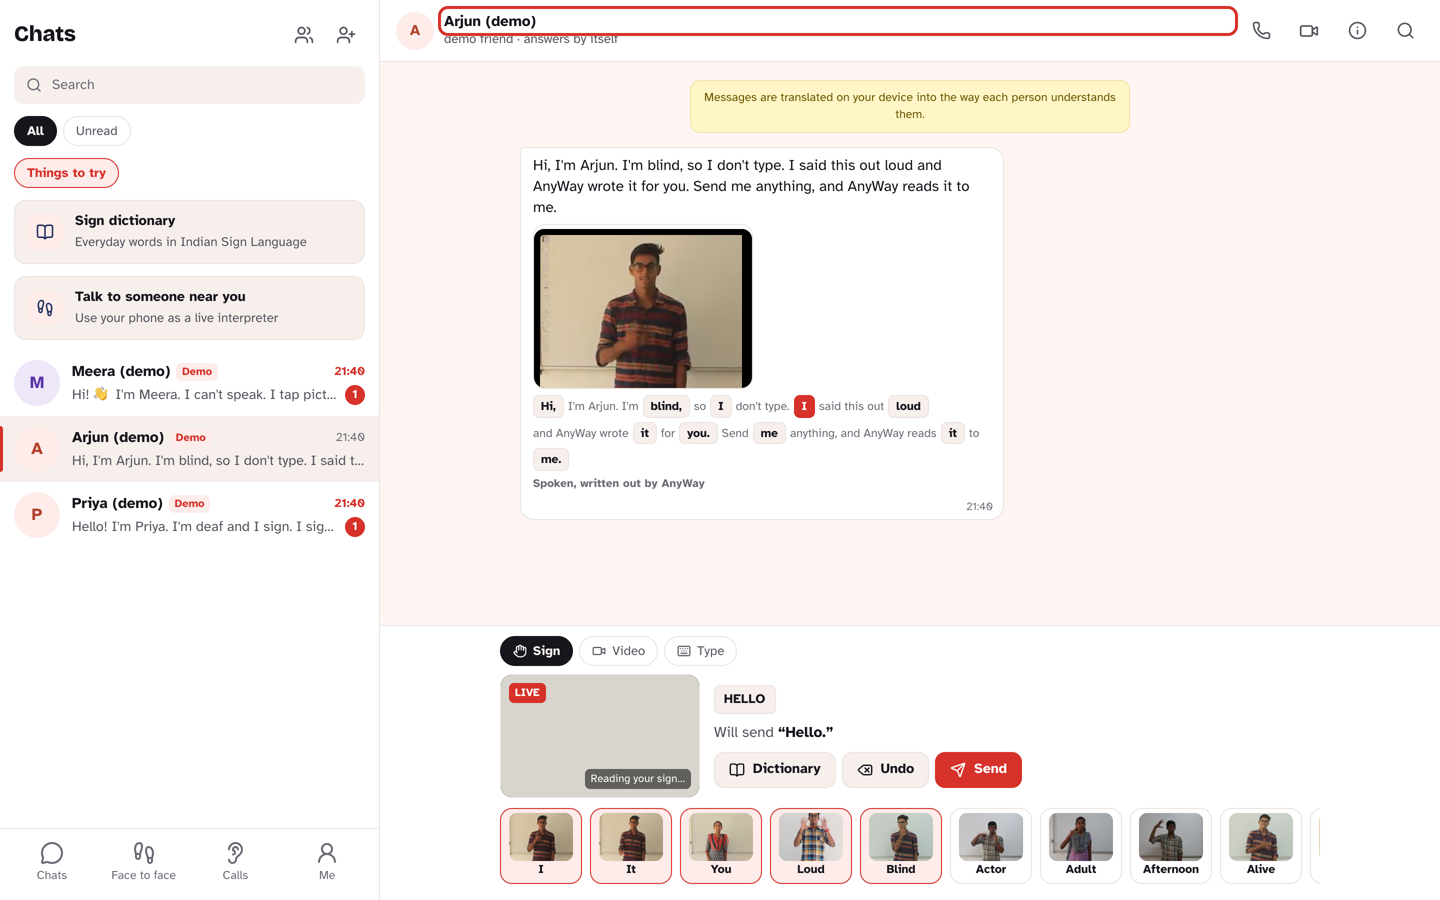 Chats
Search
All
Unread
Things to try
Sign dictionary
Everyday words in Indian Sign Language
Talk to someone near you
Use your phone as a live interpreter
M
Meera (demo) Demo 21:40
Hi! 👋 I'm Meera. I can't speak. I tap pict... 1
A
Arjun (demo) Demo 21:40
Hi, I'm Arjun. I'm blind, so I don't type. I said t...
P
Priya (demo) Demo 21:40
Hello! I'm Priya. I'm deaf and I sign. I sig... 1
Chats
Face to face
Calls
Me
A
Arjun (demo)
demo friend · answers by itself
Messages are translated on your device into the way each person understands
them.
Hi, I'm Arjun. I'm blind, so I don't type. I said this out loud and
AnyWay wrote it for you. Send me anything, and AnyWay reads it to
me.
Hi, I'm Arjun. I'm blind, so I don't type. I said this out loud
and AnyWay wrote it for you. Send me anything, and AnyWay reads it to
me.
Spoken, written out by AnyWay
21:40
Sign
Video
Type
LIVE
Reading your sign...
HELLO
Will send “Hello.”
Dictionary
Undo
Send
I
It
You
Loud
Blind
Actor
Adult
Afternoon
Alive